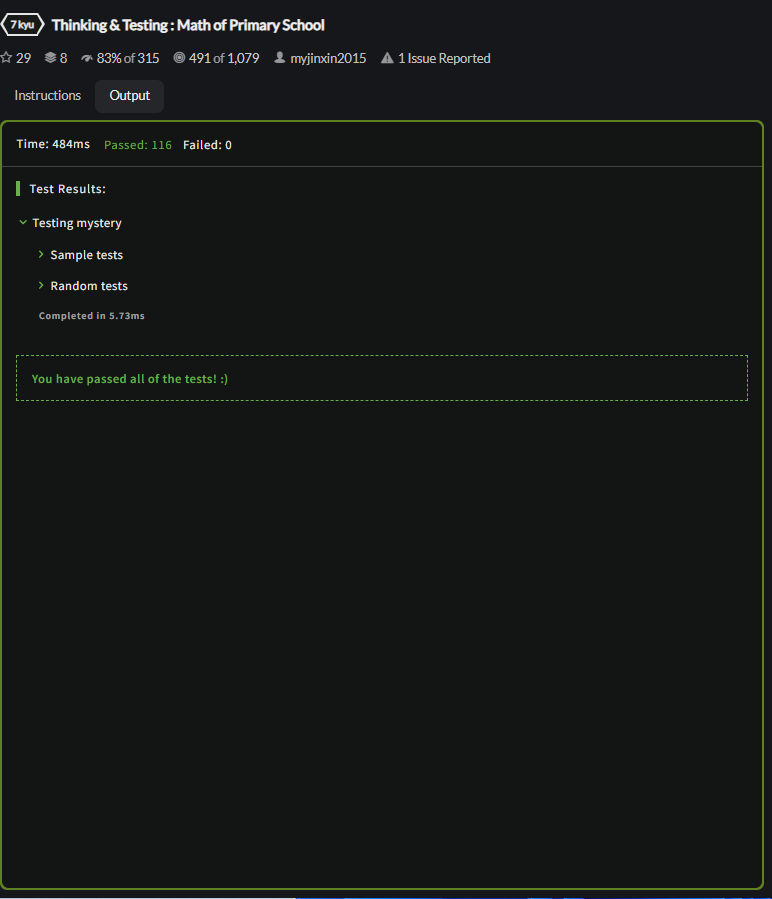 7 kyu Thinking & Testing : Math of Primary School
29 8 83% of 315 491 of 1,079 myjinxin2015 1 Issue Reported
Instructions Output
Time: 484ms Passed: 116 Failed: 0
Test Results:
Testing mystery
Sample tests
Random tests
Completed in 5.73ms
You have passed all of the tests! :)